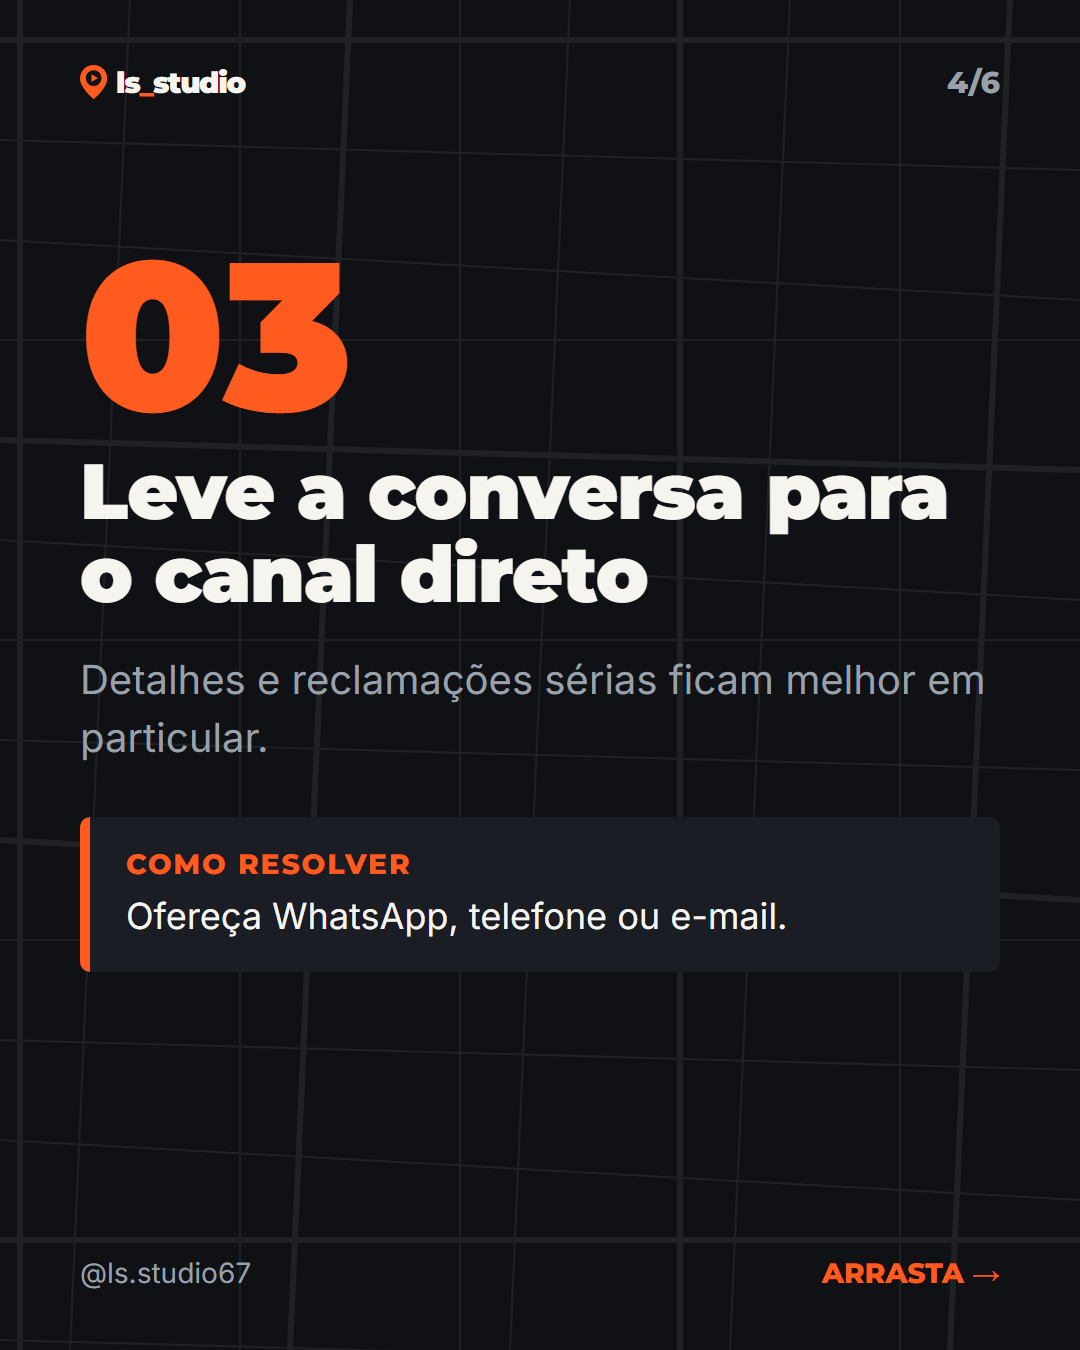 ls_studio
4/6
03
Leve a conversa para
o canal direto
Detalhes e reclamações sérias ficam melhor em
particular.
COMO RESOLVER
Ofereça WhatsApp, telefone ou e-mail.
@ls.studio67
ARRASTA →